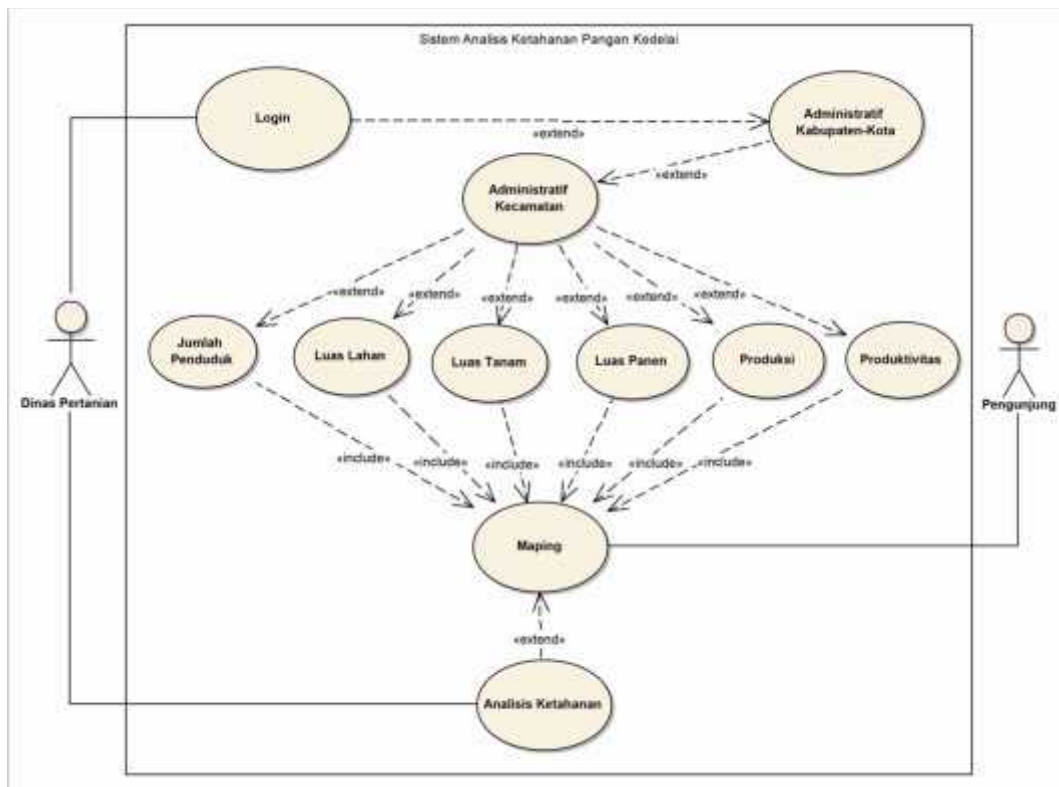 Sistem Analisis Ketahanan Pangan Kedelai
Login
«extend»
Administratif
Kabupaten-Kota
«extend»
Administratif
Kecamatan
«extend»
«extend»
«extend»
«extend»
«extend»
«extend»
Jumlah
Penduduk
Luas Lahan
Luas Tanam
Luas Panen
Produksi
Produktivitas
Dinas Pertanian
Pengunjung
«include»
«include»
«include»
«include»
«include»
«include»
Maping
«extend»
Analisis Ketahanan